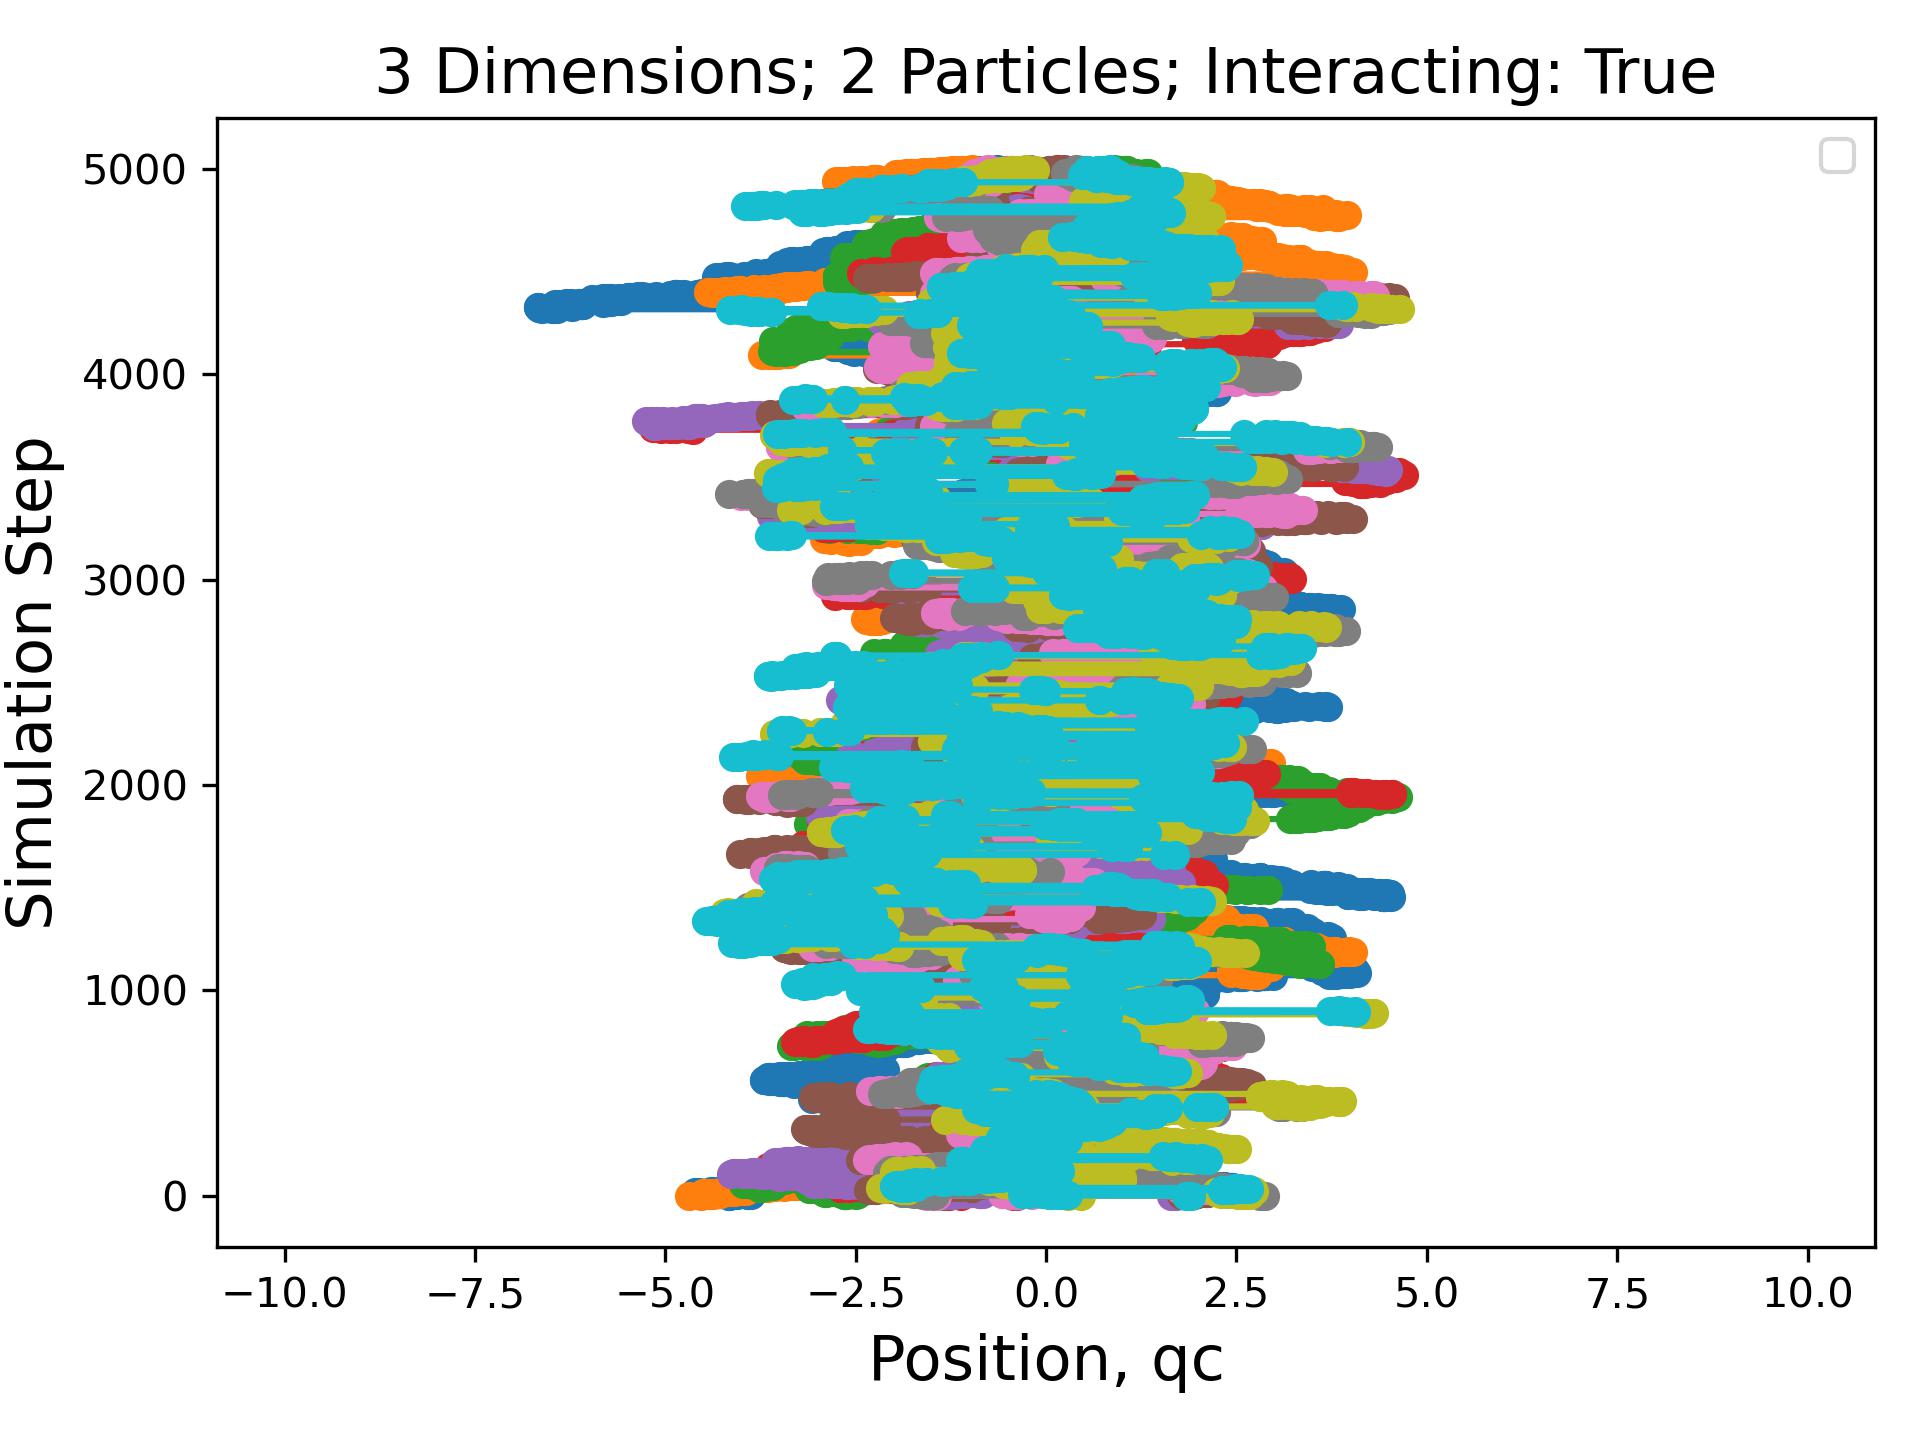 3 Dimensions; 2 Particles; Interacting: True
5000
4000
3000
2000
1000
0
Simulation Step
−10.0 −7.5 −5.0 −2.5 0.0 2.5 5.0 7.5 10.0
Position, qc